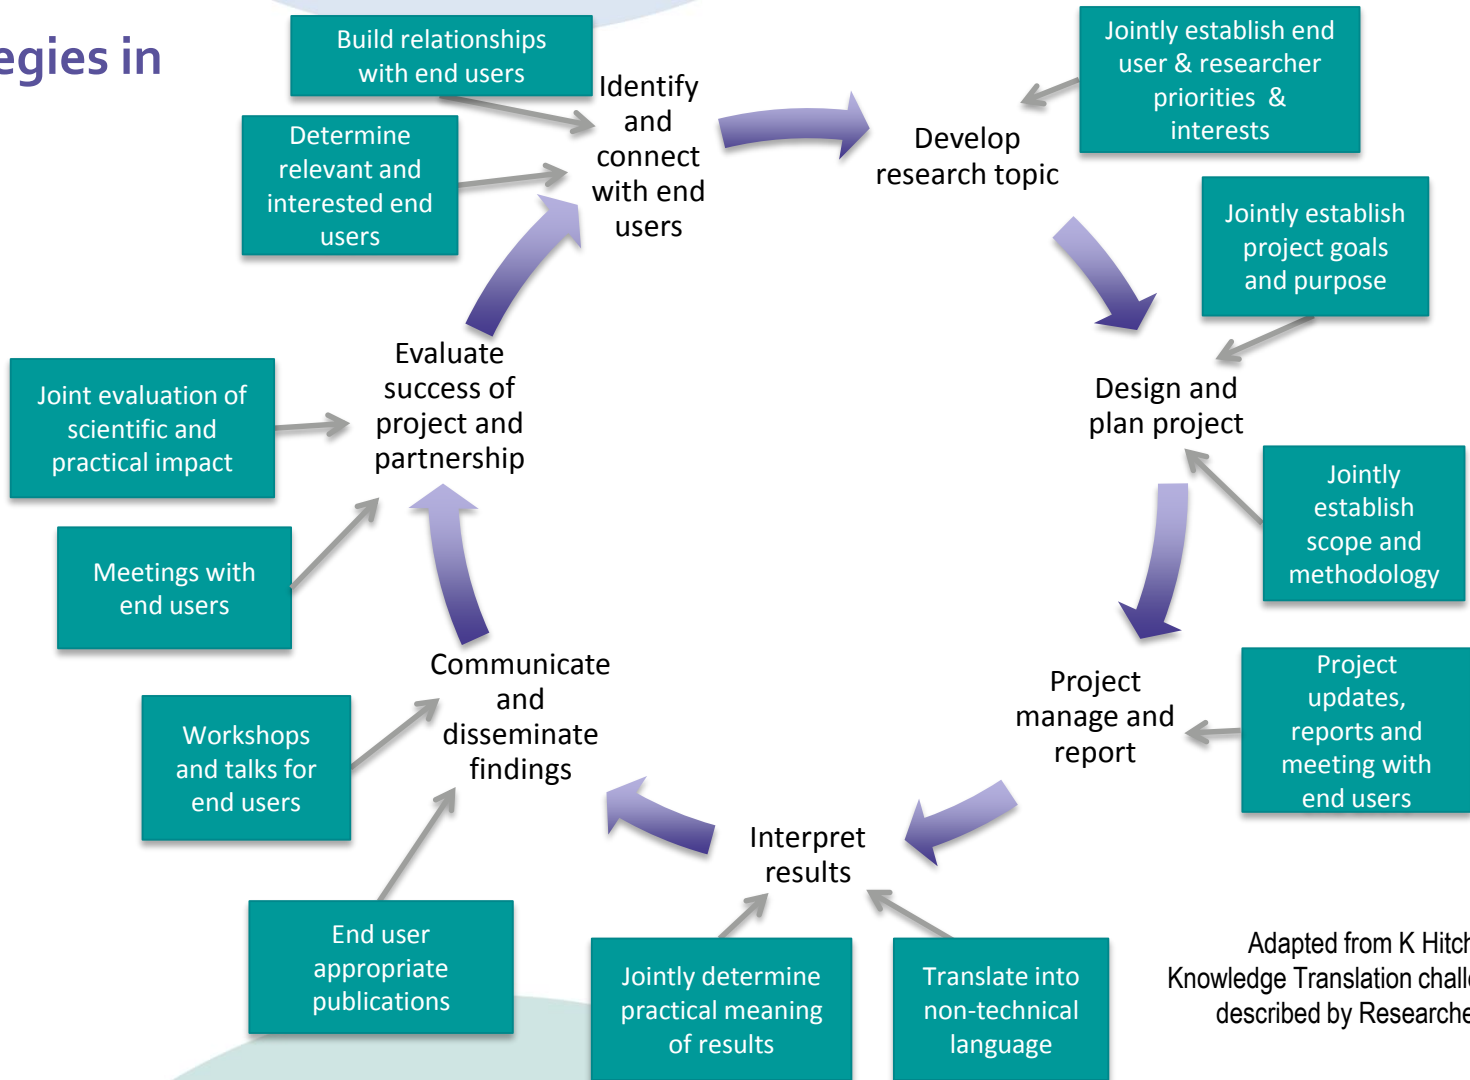 egies in
Build relationships
with end users
Determine
relevant and
interested end
users
Identify
and
connect
with end
users
Jointly establish end
user & researcher
priorities &
interests
Develop
research topic
Jointly establish
project goals
and purpose
Design and
plan project
Jointly
establish
scope and
methodology
Project
manage and
report
Project
updates,
reports and
meeting with
end users
Interpret
results
Jointly determine
practical meaning
of results
Translate into
non-technical
language
Communicate
and
disseminate
findings
Workshops
and talks for
end users
End user
appropriate
publications
Evaluate
success of
project and
partnership
Joint evaluation of
scientific and
practical impact
Meetings with
end users
Adapted from K Hitch
Knowledge Translation challe
described by Researche